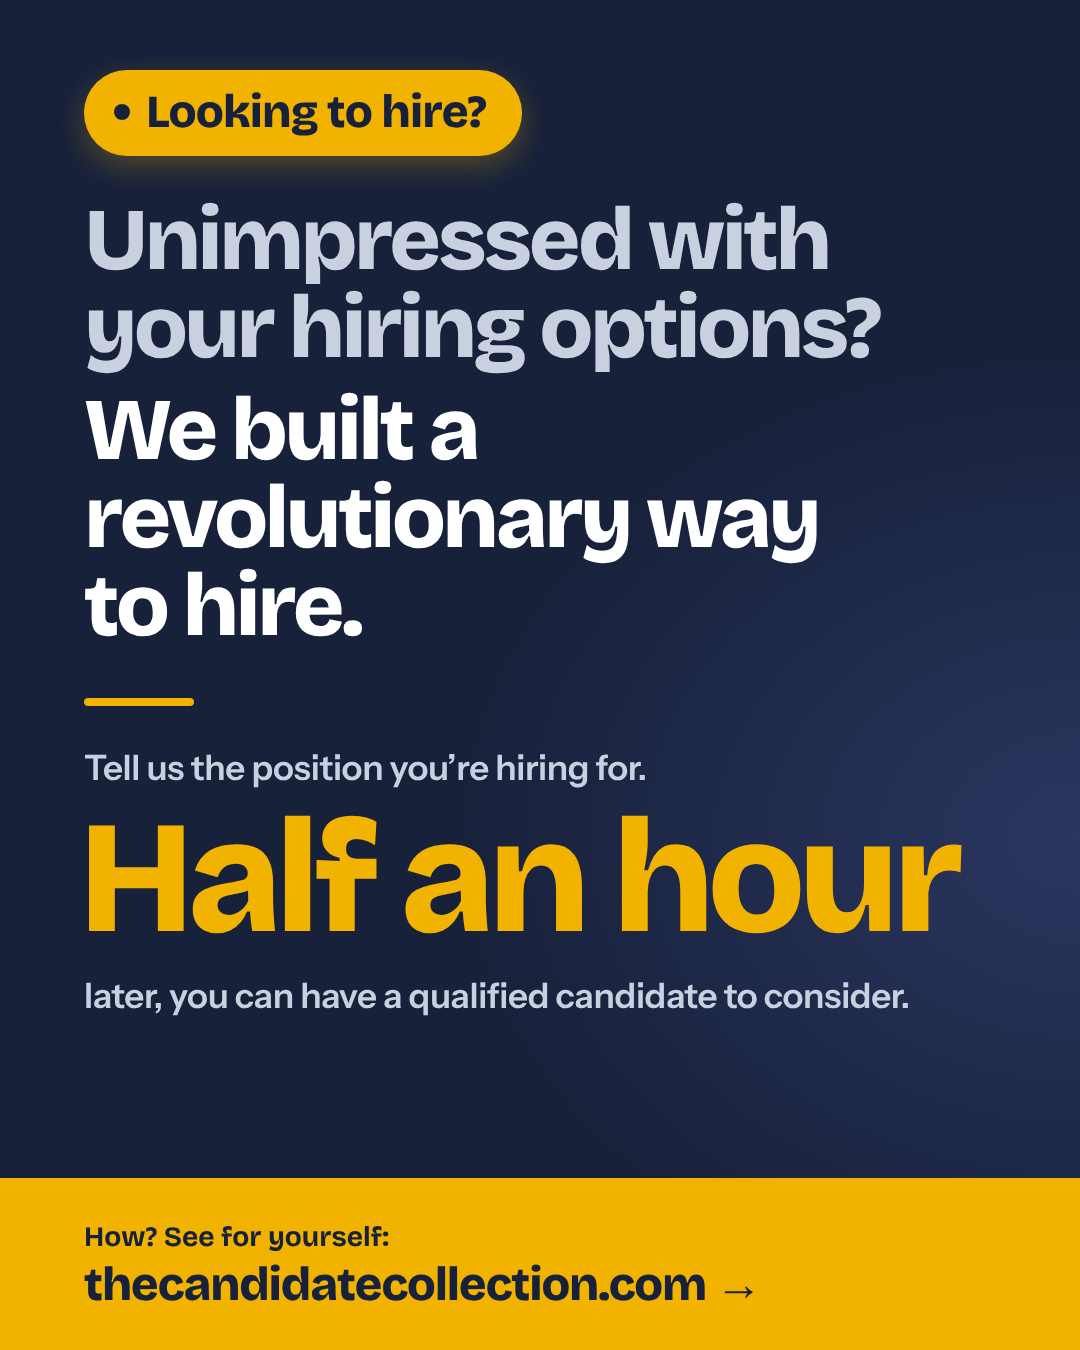 • Looking to hire?
Unimpressed with
your hiring options?
We built a
revolutionary way
to hire.
Tell us the position you’re hiring for.
Half an hour
later, you can have a qualified candidate to consider.
How? See for yourself:
thecandidatecollection.com →